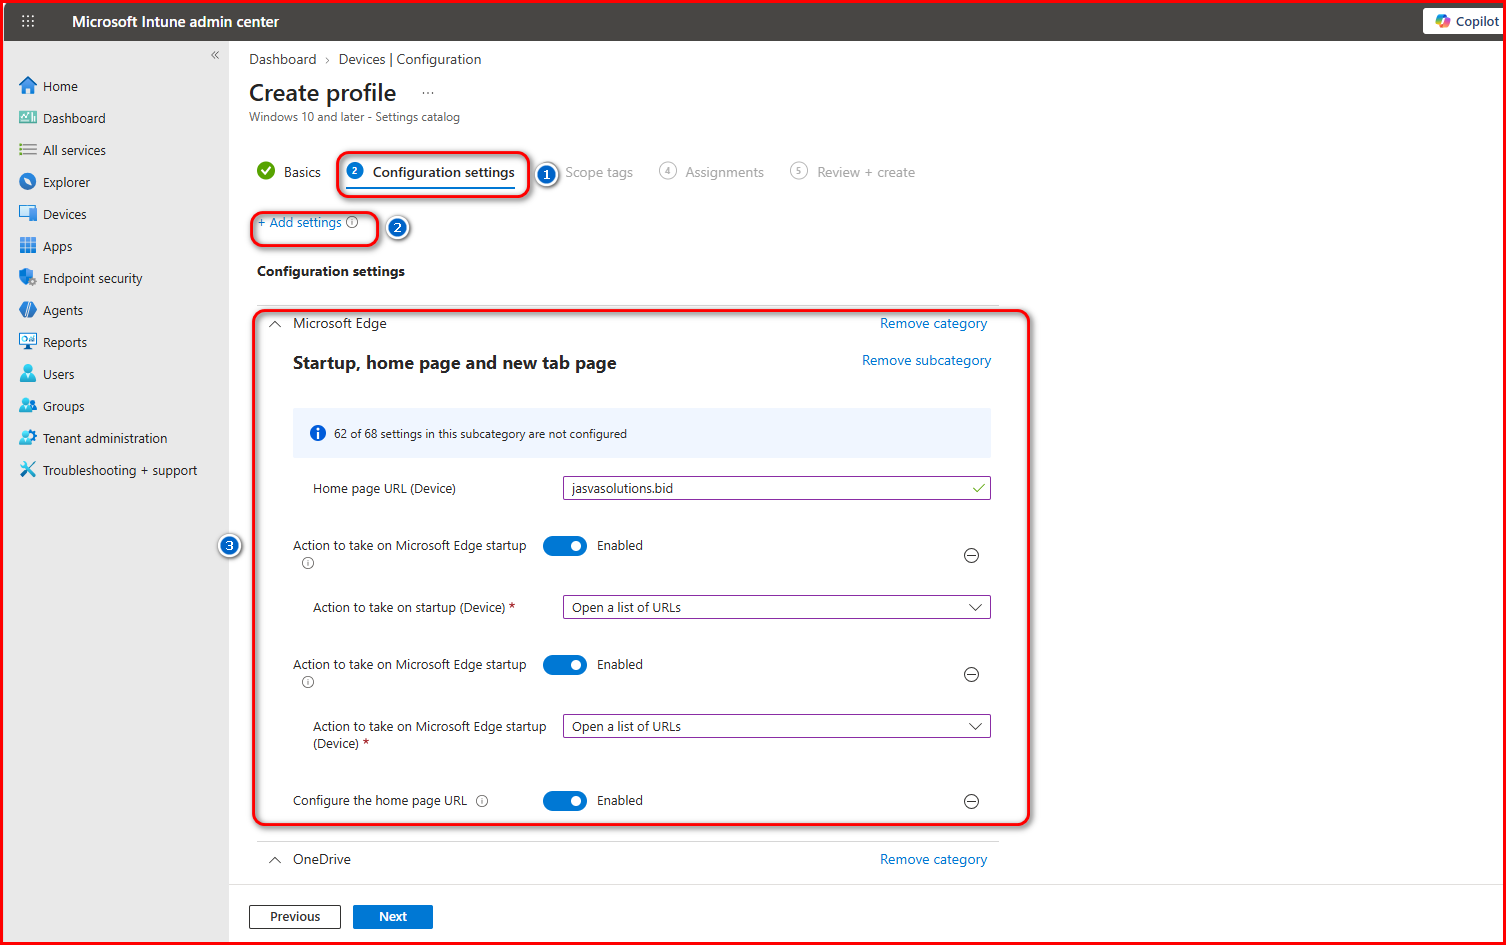 Microsoft Intune admin center
Copilot
«
Home
Dashboard
All services
Explorer
Devices
Apps
Endpoint security
Agents
Reports
Users
Groups
Tenant administration
Troubleshooting + support
Dashboard > Devices | Configuration
Create profile ...
Windows 10 and later - Settings catalog
Basics
2 Configuration settings
1
Scope tags
4 Assignments
5 Review + create
+ Add settings
2
Configuration settings
3
Microsoft Edge Remove category
Startup, home page and new tab page Remove subcategory
62 of 68 settings in this subcategory are not configured
Home page URL (Device) jasvasolutions.bid
Action to take on Microsoft Edge startup Enabled
Action to take on startup (Device) * Open a list of URLs
Action to take on Microsoft Edge startup Enabled
Action to take on Microsoft Edge startup Open a list of URLs
(Device) *
Configure the home page URL Enabled
OneDrive Remove category
Previous Next